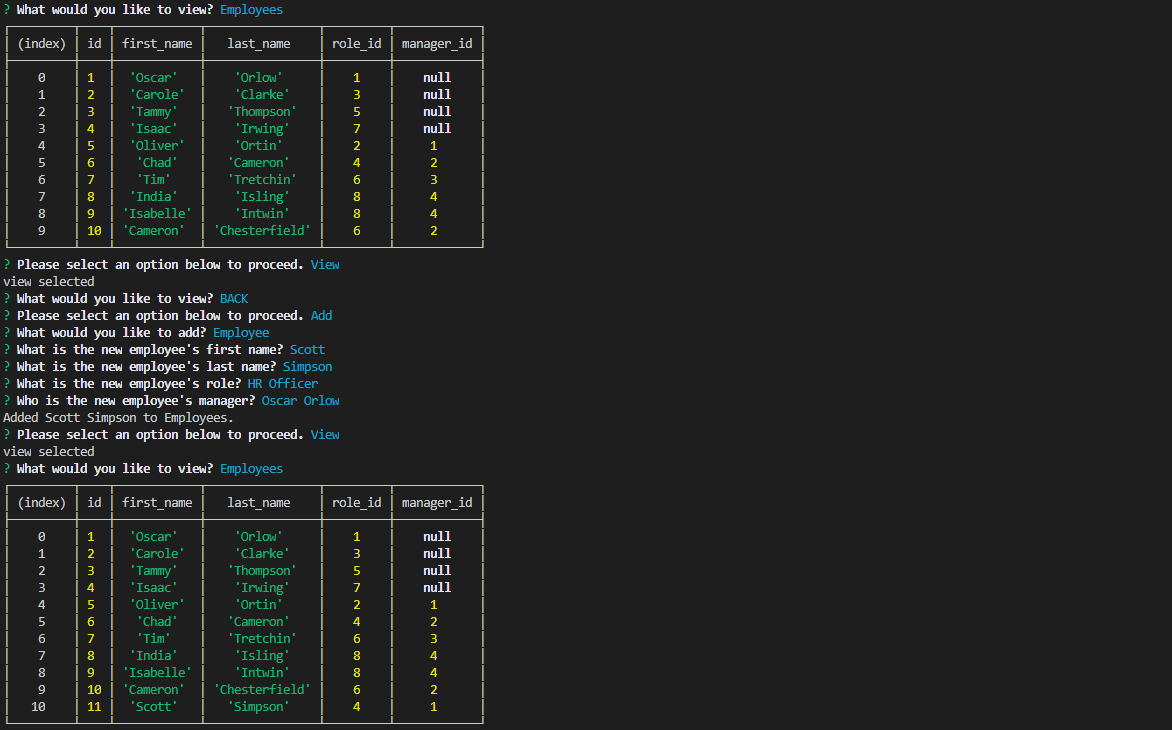 ? What would you like to view? Employees
(index) id first_name last_name role_id manager_id
0 1 'Oscar' 'Orlow' 1 null
1 2 'Carole' 'Clarke' 3 null
2 3 'Tammy' 'Thompson' 5 null
3 4 'Isaac' 'Irwing' 7 null
4 5 'Oliver' 'Ortin' 2 1
5 6 'Chad' 'Cameron' 4 2
6 7 'Tim' 'Tretchin' 6 3
7 8 'India' 'Isling' 8 4
8 9 'Isabelle' 'Intwin' 8 4
9 10 'Cameron' 'Chesterfield' 6 2
? Please select an option below to proceed. View
view selected
? What would you like to view? BACK
? Please select an option below to proceed. Add
? What would you like to add? Employee
? What is the new employee's first name? Scott
? What is the new employee's last name? Simpson
? What is the new employee's role? HR Officer
? Who is the new employee's manager? Oscar Orlow
Added Scott Simpson to Employees.
? Please select an option below to proceed. View
view selected
? What would you like to view? Employees
(index) id first_name last_name role_id manager_id
0 1 'Oscar' 'Orlow' 1 null
1 2 'Carole' 'Clarke' 3 null
2 3 'Tammy' 'Thompson' 5 null
3 4 'Isaac' 'Irwing' 7 null
4 5 'Oliver' 'Ortin' 2 1
5 6 'Chad' 'Cameron' 4 2
6 7 'Tim' 'Tretchin' 6 3
7 8 'India' 'Isling' 8 4
8 9 'Isabelle' 'Intwin' 8 4
9 10 'Cameron' 'Chesterfield' 6 2
10 11 'Scott' 'Simpson' 4 1